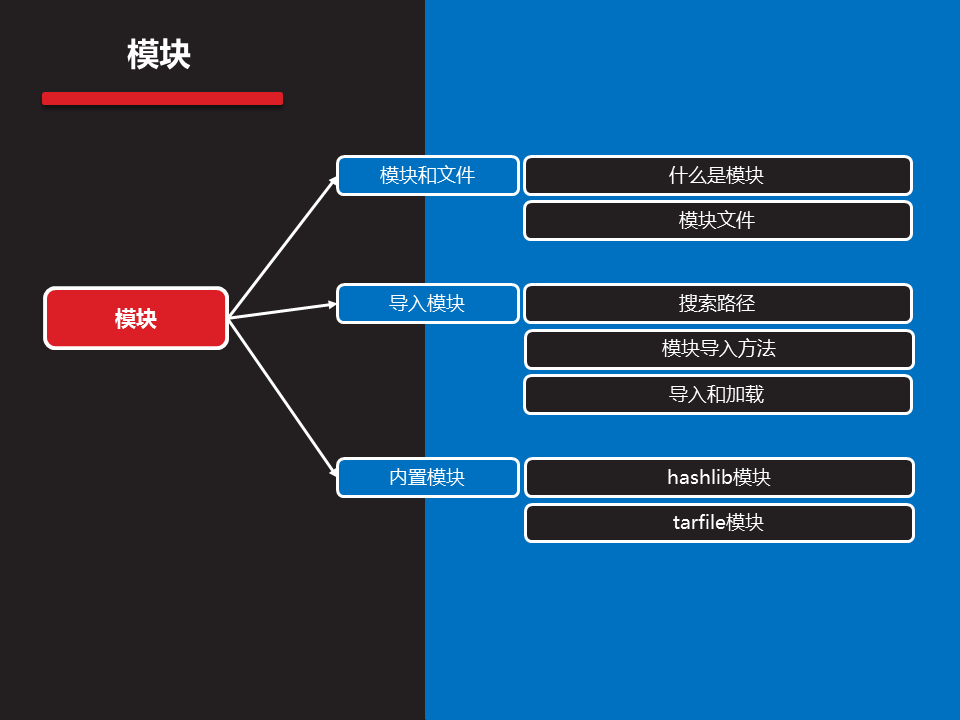 模块
模块和文件
什么是模块
模块文件
模块
导入模块
搜索路径
模块导入方法
导入和加载
内置模块
hashlib模块
tarfile模块